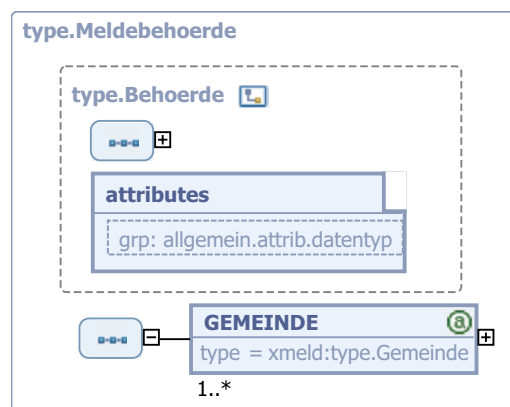 type.Meldebehoerde
type.Behoerde
attributes
grp: allgemein.attrib.datentyp
GEMEINDE @
type = xmeld:type.Gemeinde
1..*